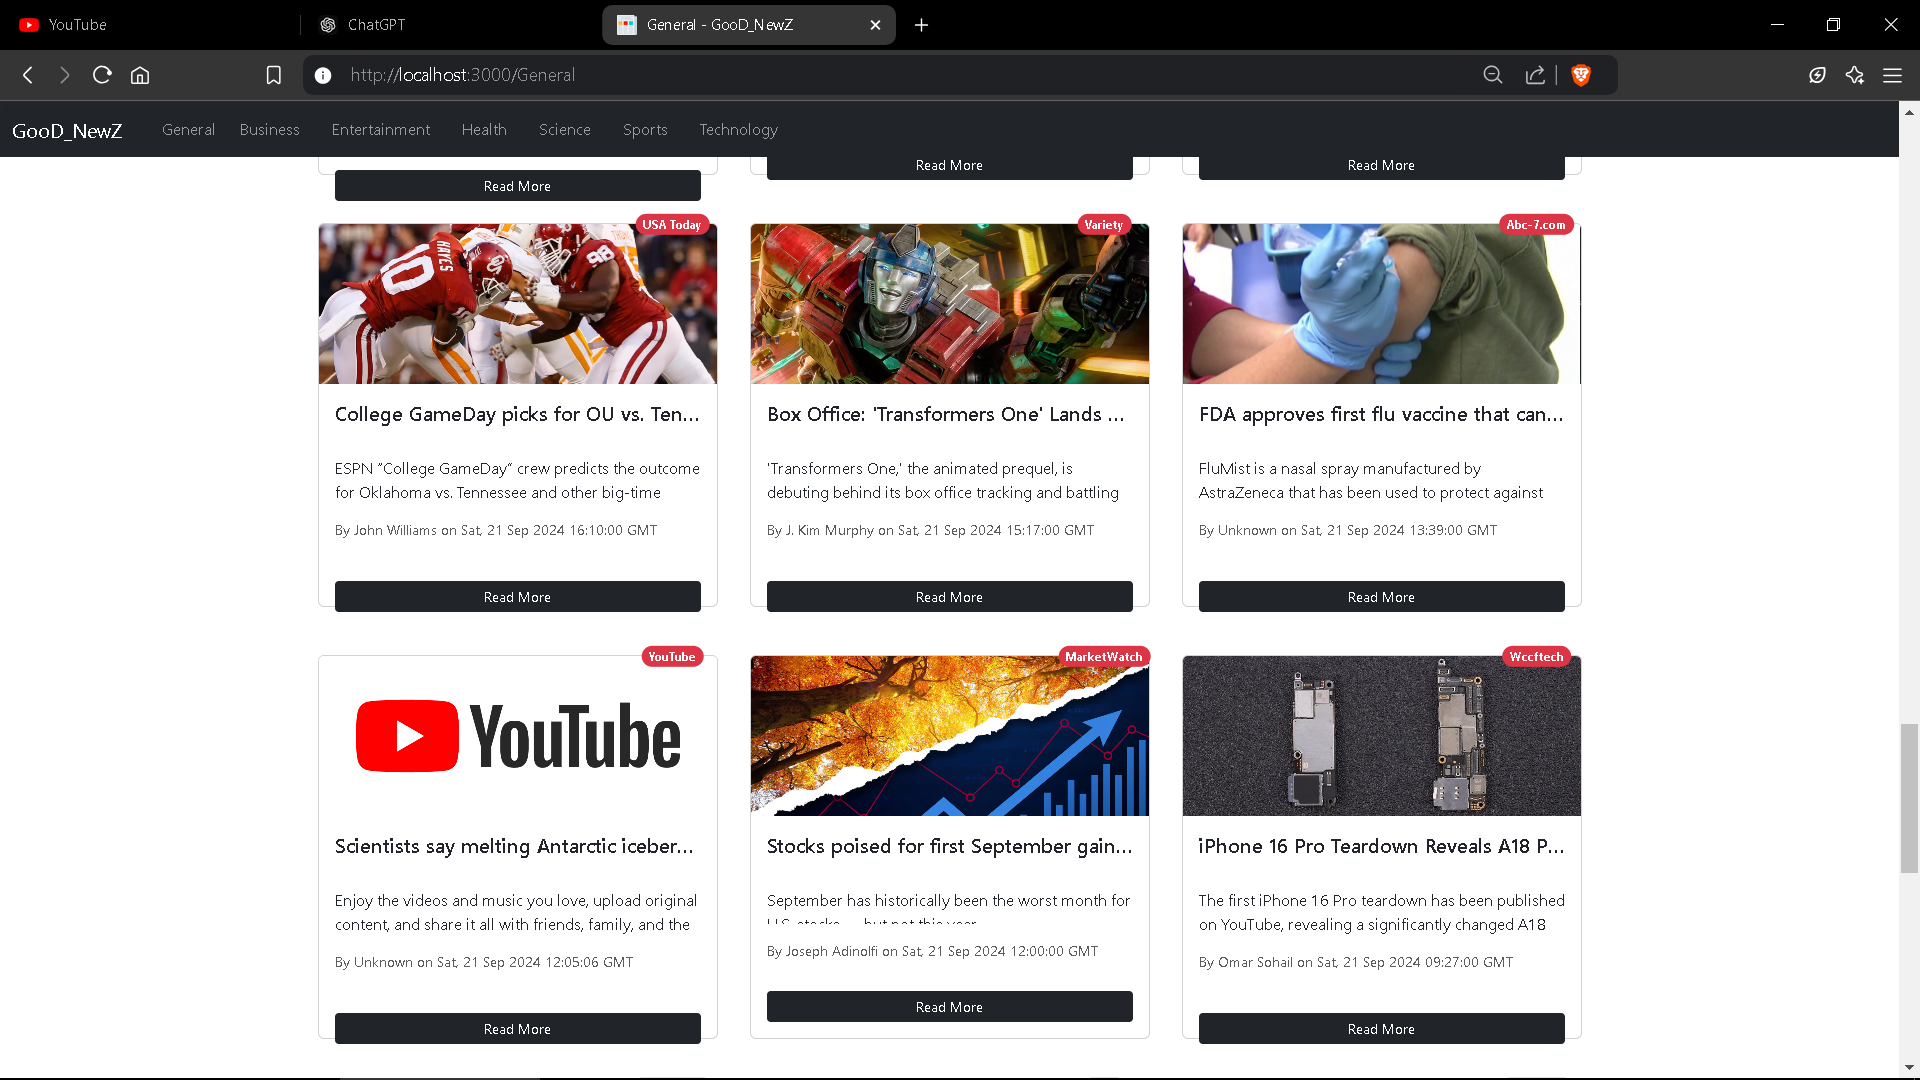 YouTube
ChatGPT
General - GooD_NewZ
http://localhost:3000/General
GooD_NewZ
General
Business
Entertainment
Health
Science
Sports
Technology
Read More
Read More
Read More
USA Today
HAYES
10
98
College GameDay picks for OU vs. Ten...
ESPN “College GameDay” crew predicts the outcome
for Oklahoma vs. Tennessee and other big-time
By John Williams on Sat, 21 Sep 2024 16:10:00 GMT
Read More
Variety
Box Office: 'Transformers One' Lands ...
'Transformers One,' the animated prequel, is
debuting behind its box office tracking and battling
By J. Kim Murphy on Sat, 21 Sep 2024 15:17:00 GMT
Read More
Abc-7.com
FDA approves first flu vaccine that can...
FluMist is a nasal spray manufactured by
AstraZeneca that has been used to protect against
By Unknown on Sat, 21 Sep 2024 13:39:00 GMT
Read More
YouTube
YouTube
Scientists say melting Antarctic iceber...
Enjoy the videos and music you love, upload original
content, and share it all with friends, family, and the
By Unknown on Sat, 21 Sep 2024 12:05:06 GMT
Read More
MarketWatch
Stocks poised for first September gain...
September has historically been the worst month for
U.S. stocks — but not this year
By Joseph Adinolfi on Sat, 21 Sep 2024 12:00:00 GMT
Read More
Wccftech
iPhone 16 Pro Teardown Reveals A18 P...
The first iPhone 16 Pro teardown has been published
on YouTube, revealing a significantly changed A18
By Omar Sohail on Sat, 21 Sep 2024 09:27:00 GMT
Read More